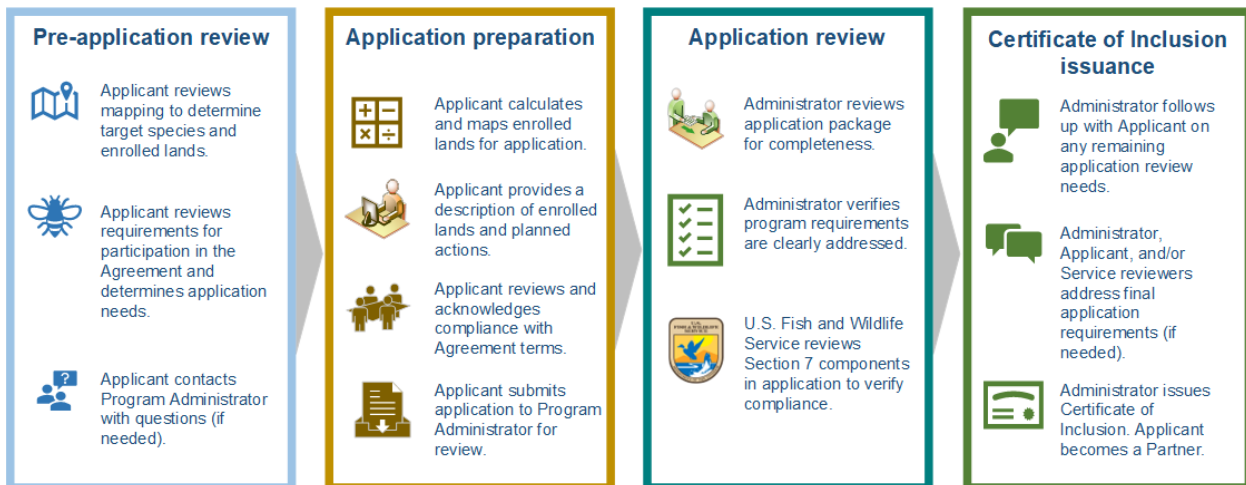 Pre-application review
Applicant reviews
mapping to determine
target species and
enrolled lands.
Applicant reviews
requirements for
participation in the
Agreement and
determines application
needs.
?
Applicant contacts
Program Administrator
with questions (if
needed).
Application preparation
Applicant calculates
and maps enrolled
lands for application.
Applicant provides a
description of enrolled
lands and planned
actions.
Applicant reviews and
acknowledges
compliance with
Agreement terms.
Applicant submits
application to Program
Administrator for
review.
Application review
Administrator reviews
application package
for completeness.
Administrator verifies
program requirements
are clearly addressed.
U.S.
FISH & WILDLIFE
SERVICE
U.S. Fish and Wildlife
Service reviews
Section 7 components
in application to verify
compliance.
Certificate of Inclusion
issuance
Administrator follows
up with Applicant on
any remaining
application review
needs.
Administrator,
Applicant, and/or
Service reviewers
address final
application
requirements (if
needed).
Administrator issues
Certificate of
Inclusion. Applicant
becomes a Partner.